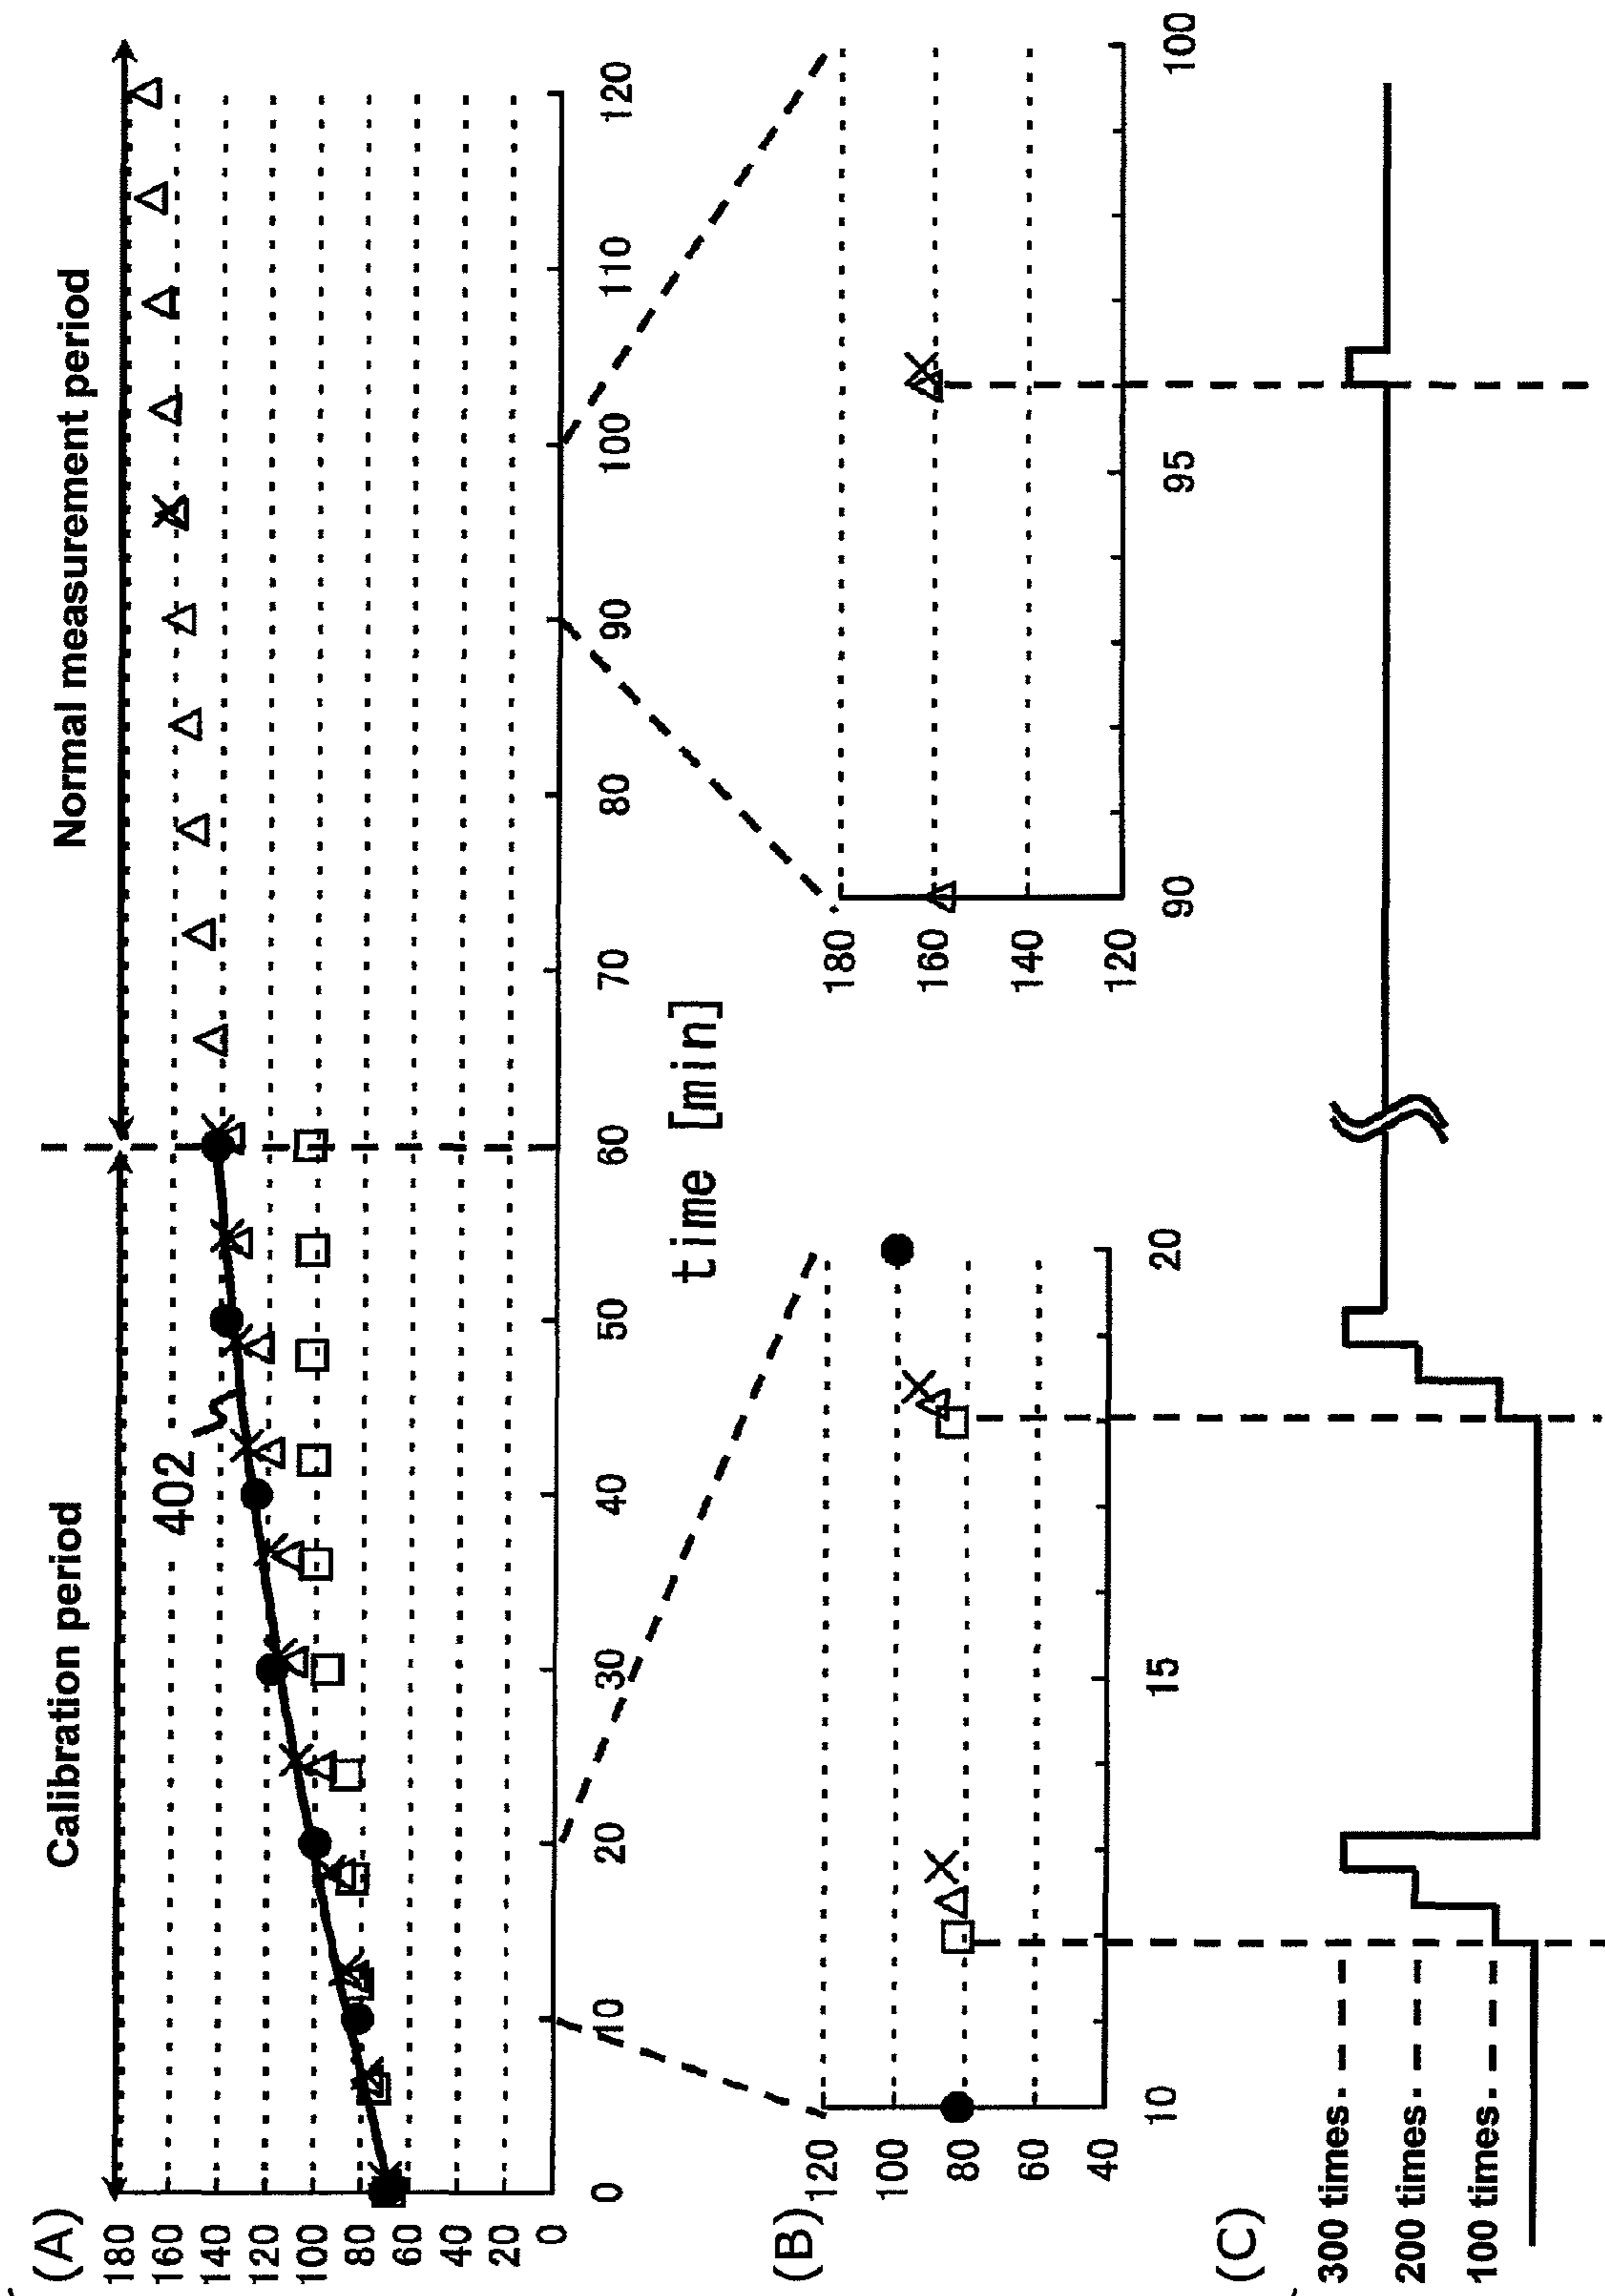 (A)
Calibration period
Normal measurement period
402
180
160
140
120
100
80
60
40
20
0
0 10 20 30 40 50 60 70 80 90 100 110 120
time [min]
(B)
120
100
80
60
40
10 15 20
180
160
140
120
90 95 100
(C)
300 times
200 times
100 times